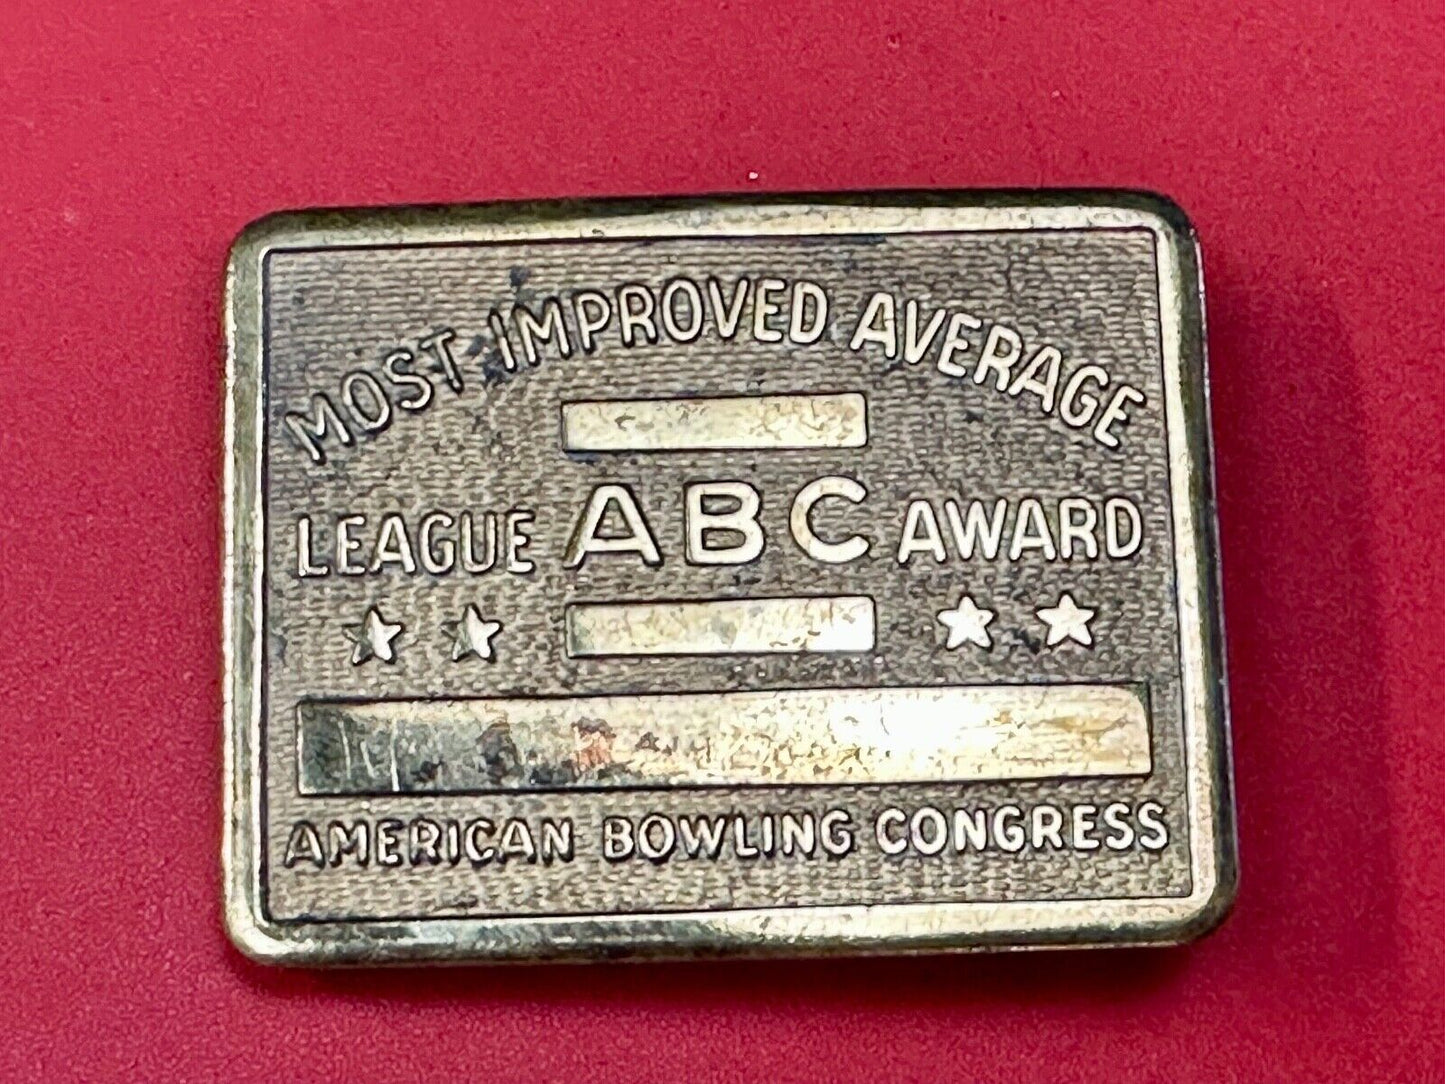 MOST IMPROVED AVERAGE
LEAGUE ABC AWARD
AMERICAN BOWLING CONGRESS